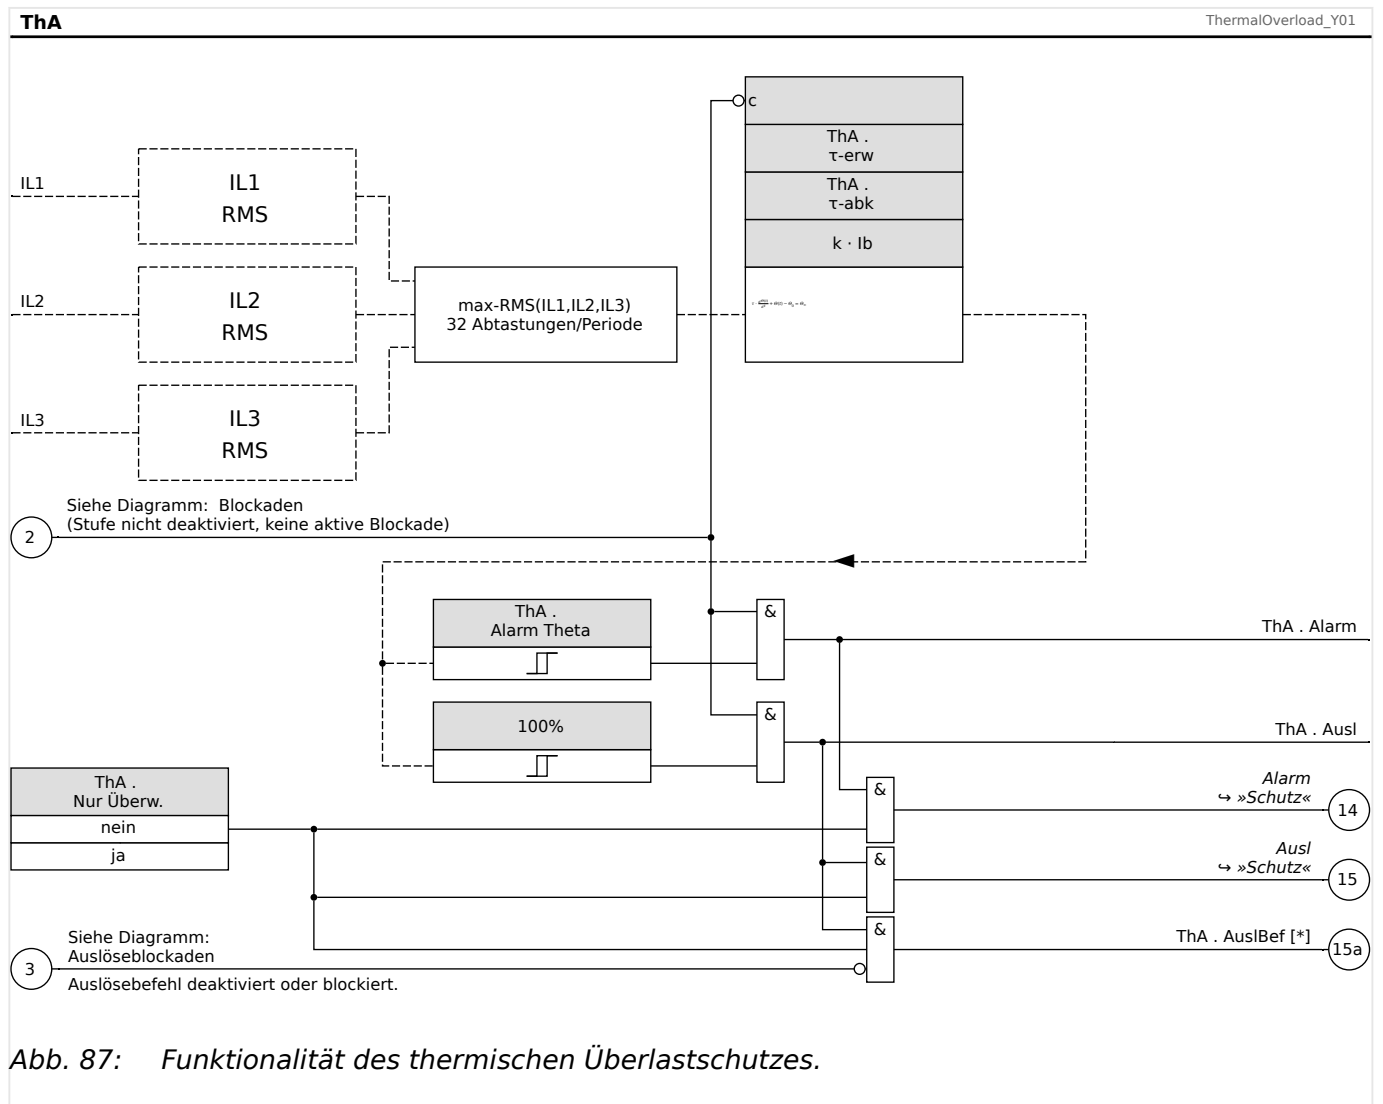 ThA
ThermalOverload_Y01
c
ThA .
τ-erw
ThA .
τ-abk
k · Ib
IL1
IL1
RMS
IL2
IL2
RMS
IL3
IL3
RMS
max-RMS(IL1,IL2,IL3)
32 Abtastungen/Periode
Siehe Diagramm: Blockaden
(Stufe nicht deaktiviert, keine aktive Blockade)
2
ThA .
Alarm Theta
&
ThA . Alarm
100%
&
ThA . Ausl
ThA .
Nur Überw.
nein
ja
&
Alarm
↪ »Schutz«
14
&
Ausl
↪ »Schutz«
15
&
ThA . AuslBef [*]
15a
Siehe Diagramm:
Auslöseblockaden
3
Auslösebefehl deaktiviert oder blockiert.
Abb. 87: Funktionalität des thermischen Überlastschutzes.